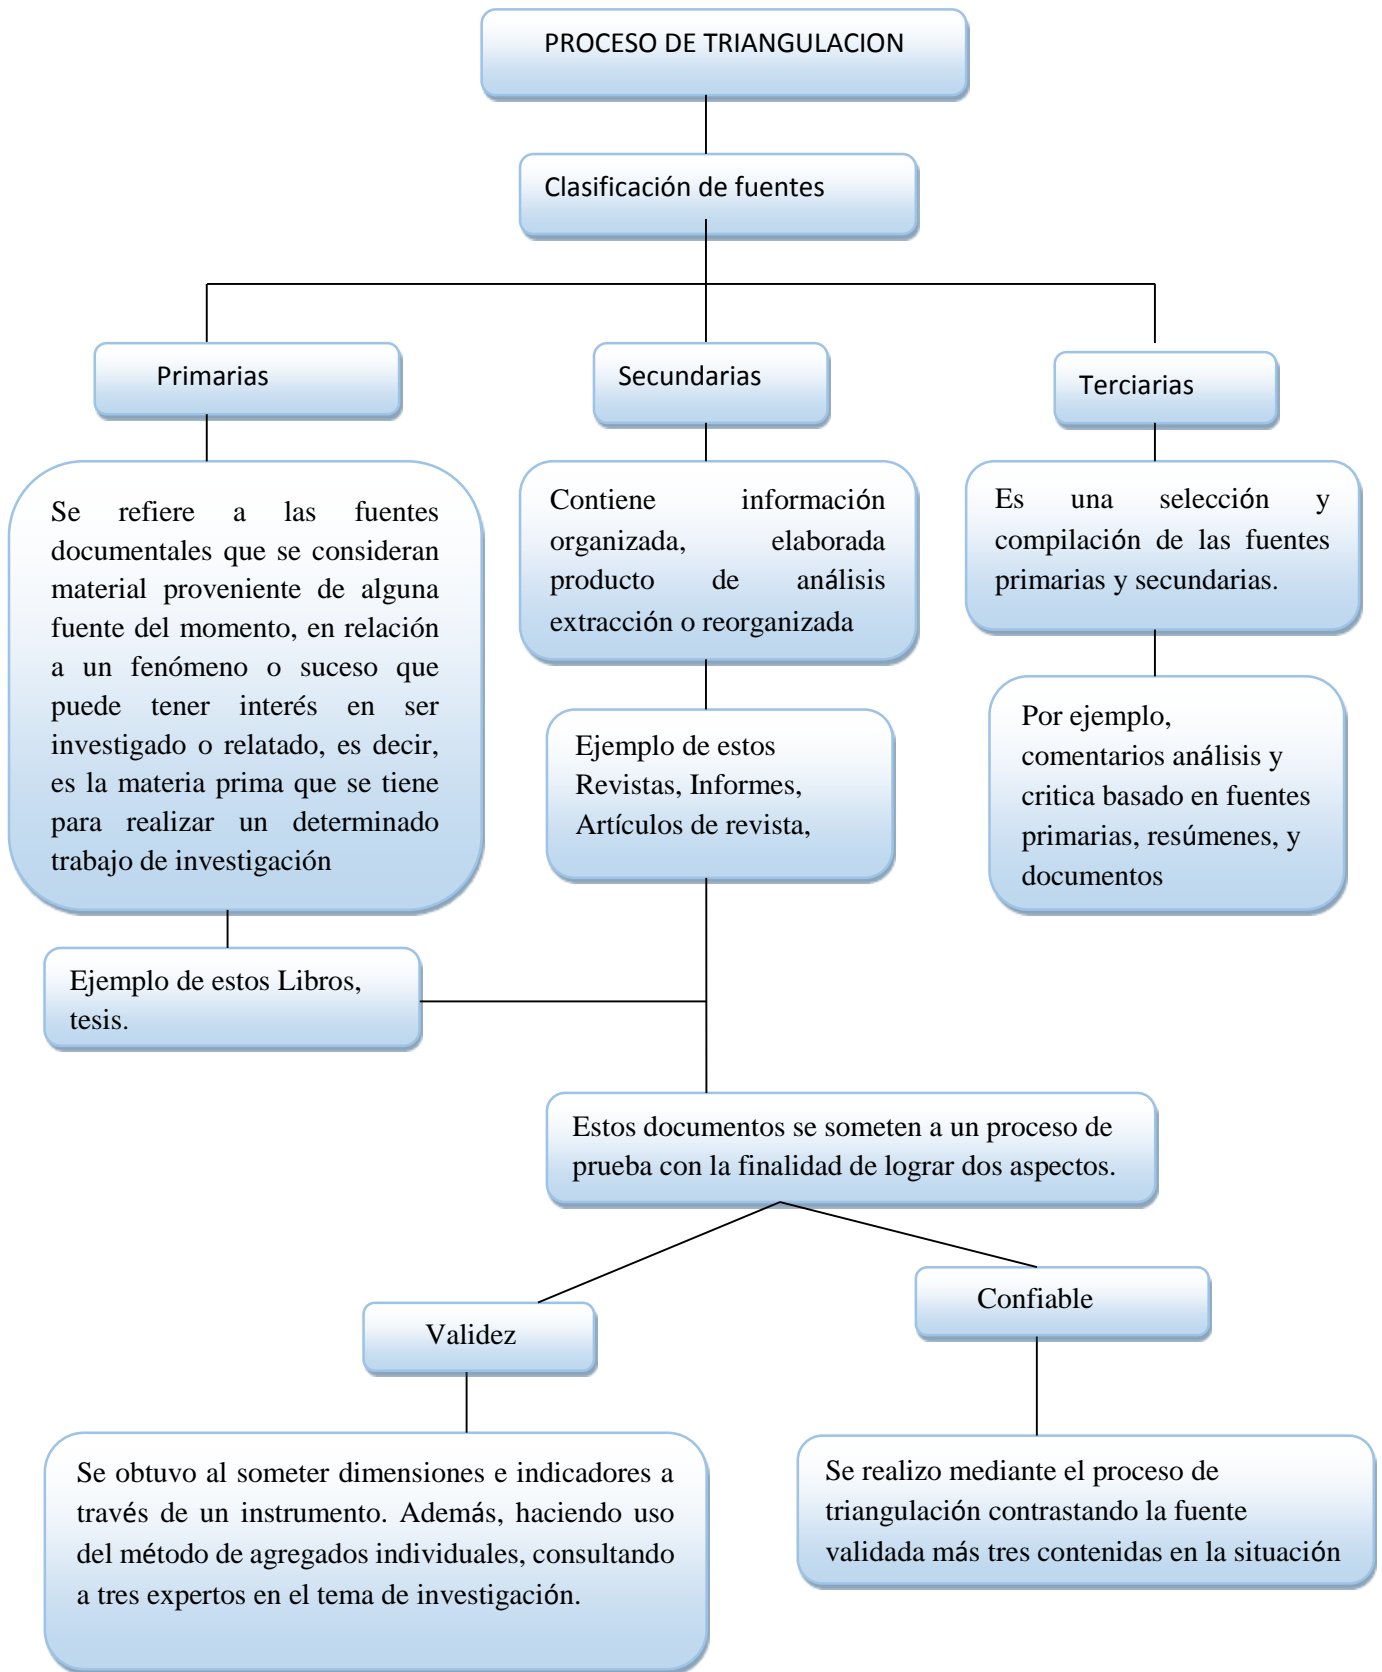 PROCESO DE TRIANGULACION
Clasificación de fuentes
Primarias
Secundarias
Terciarias
Se refiere a las fuentes
documentales que se consideran
material proveniente de alguna
fuente del momento, en relación
a un fenómeno o suceso que
puede tener interés en ser
investigado o relatado, es decir,
es la materia prima que se tiene
para realizar un determinado
trabajo de investigación
Contiene información
organizada, elaborada
producto de análisis
extracción o reorganizada
Es una selección y
compilación de las fuentes
primarias y secundarias.
Ejemplo de estos
Revistas, Informes,
Artículos de revista,
Por ejemplo,
comentarios análisis y
critica basado en fuentes
primarias, resúmenes, y
documentos
Ejemplo de estos Libros,
tesis.
Estos documentos se someten a un proceso de
prueba con la finalidad de lograr dos aspectos.
Validez
Confiable
Se obtuvo al someter dimensiones e indicadores a
través de un instrumento. Además, haciendo uso
del método de agregados individuales, consultando
a tres expertos en el tema de investigación.
Se realizo mediante el proceso de
triangulación contrastando la fuente
validada más tres contenidas en la situación